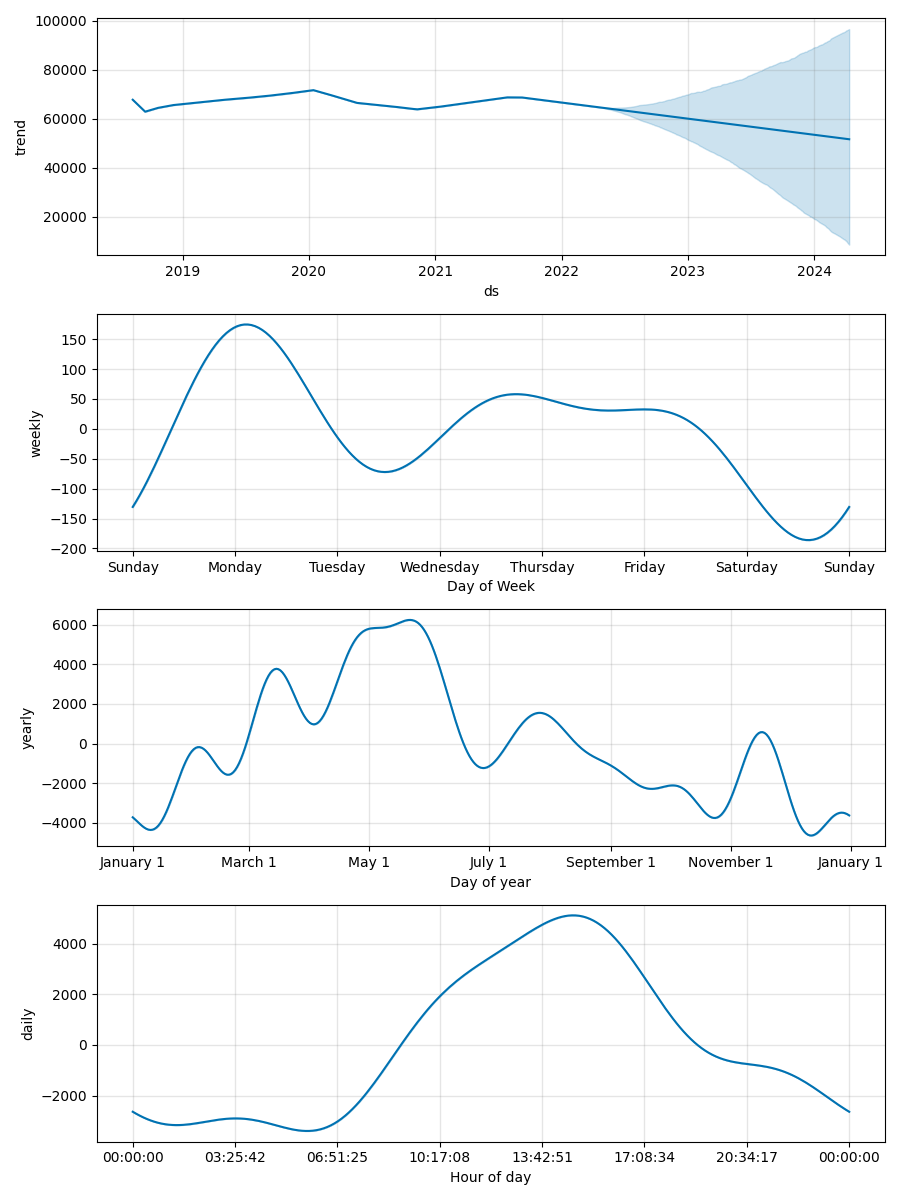 100000
80000
60000
40000
20000
trend
2019 2020 2021 2022 2023 2024
ds
150
100
50
0
−50
−100
−150
−200
weekly
Sunday Monday Tuesday Wednesday Thursday Friday Saturday Sunday
Day of Week
6000
4000
2000
0
−2000
−4000
yearly
January 1 March 1 May 1 July 1 September 1 November 1 January 1
Day of year
4000
2000
0
−2000
daily
00:00:00 03:25:42 06:51:25 10:17:08 13:42:51 17:08:34 20:34:17 00:00:00
Hour of day